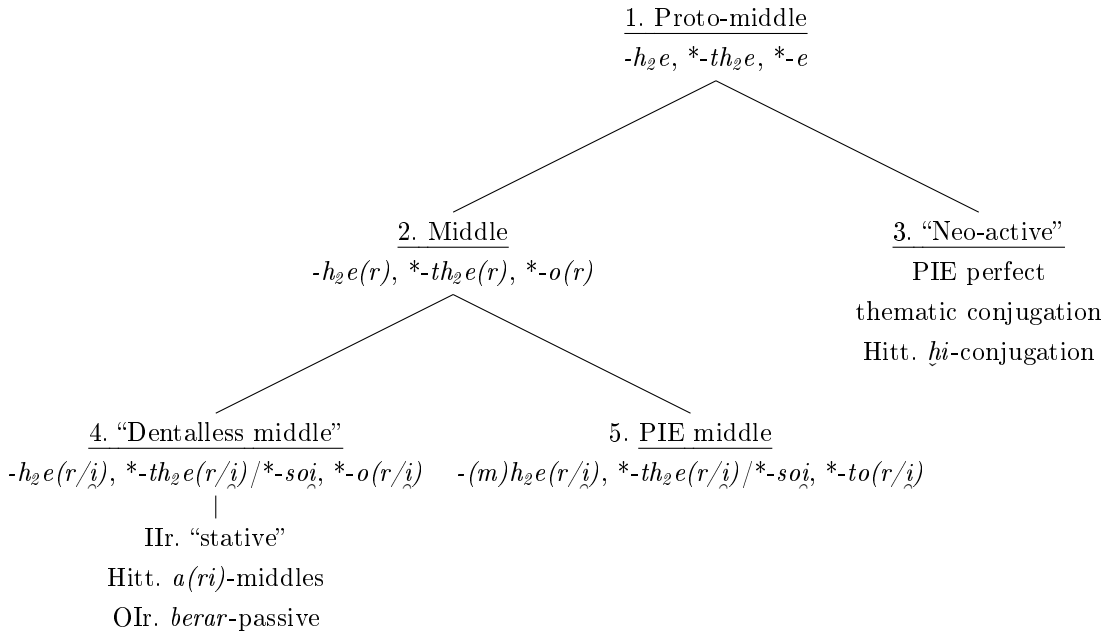 1. Proto-middle
-h₂e, *-th₂e, *-e
2. Middle
-h₂e(r), *-th₂e(r), *-o(r)
3. “Neo-active”
PIE perfect
thematic conjugation
Hitt. ḫi-conjugation
4. “Dentalless middle”
-h₂e(r/i̯), *-th₂e(r/i̯)/*-soi̯, *-o(r/i̯)
5. PIE middle
-(m)h₂e(r/i̯), *-th₂e(r/i̯)/*-soi̯, *-to(r/i̯)
IIr. “stative”
Hitt. a(ri)-middles
OIr. berar-passive